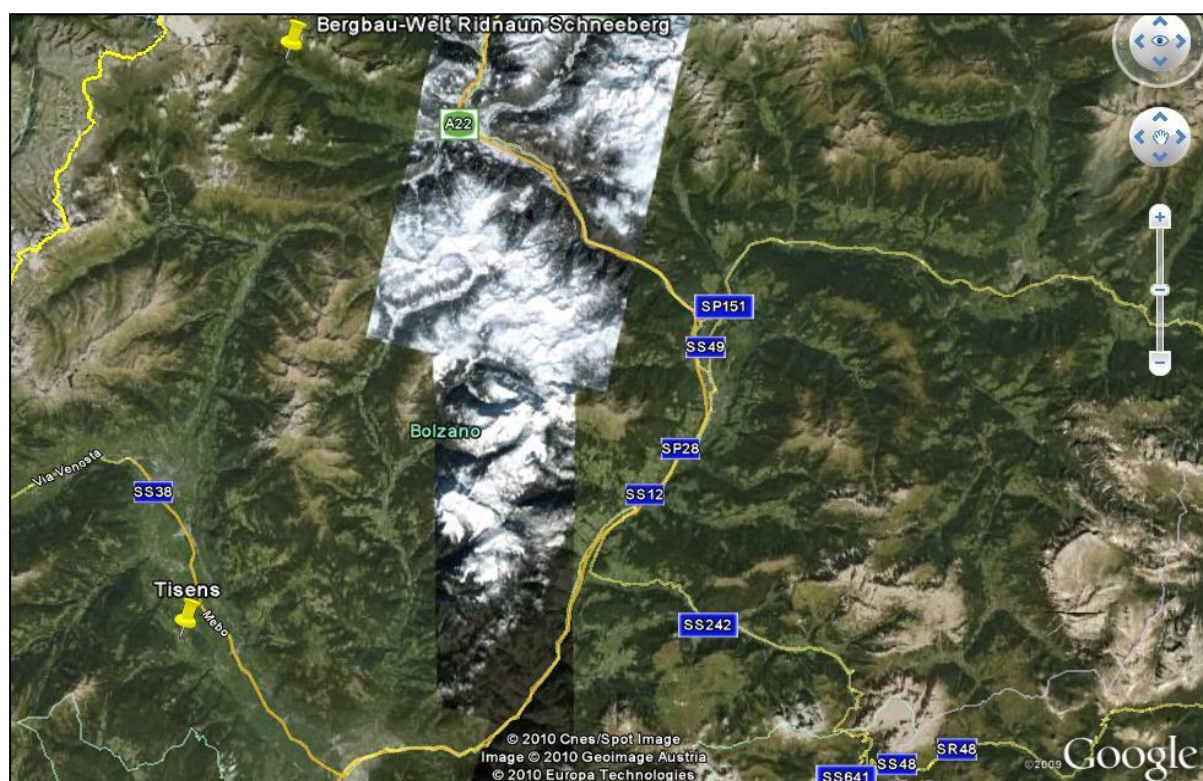 Bergbau-Welt Ridnaun Schneeberg
A22
SP151
SS49
Bolzano
SP28
Via Venosta
SS38
SS12
Tisens
Mebo
SS242
© 2010 Cnes/Spot Image
Image © 2010 Geoimage Austria
© 2010 Europa Technologies
SS641
SS48
SR48
©2009 Google